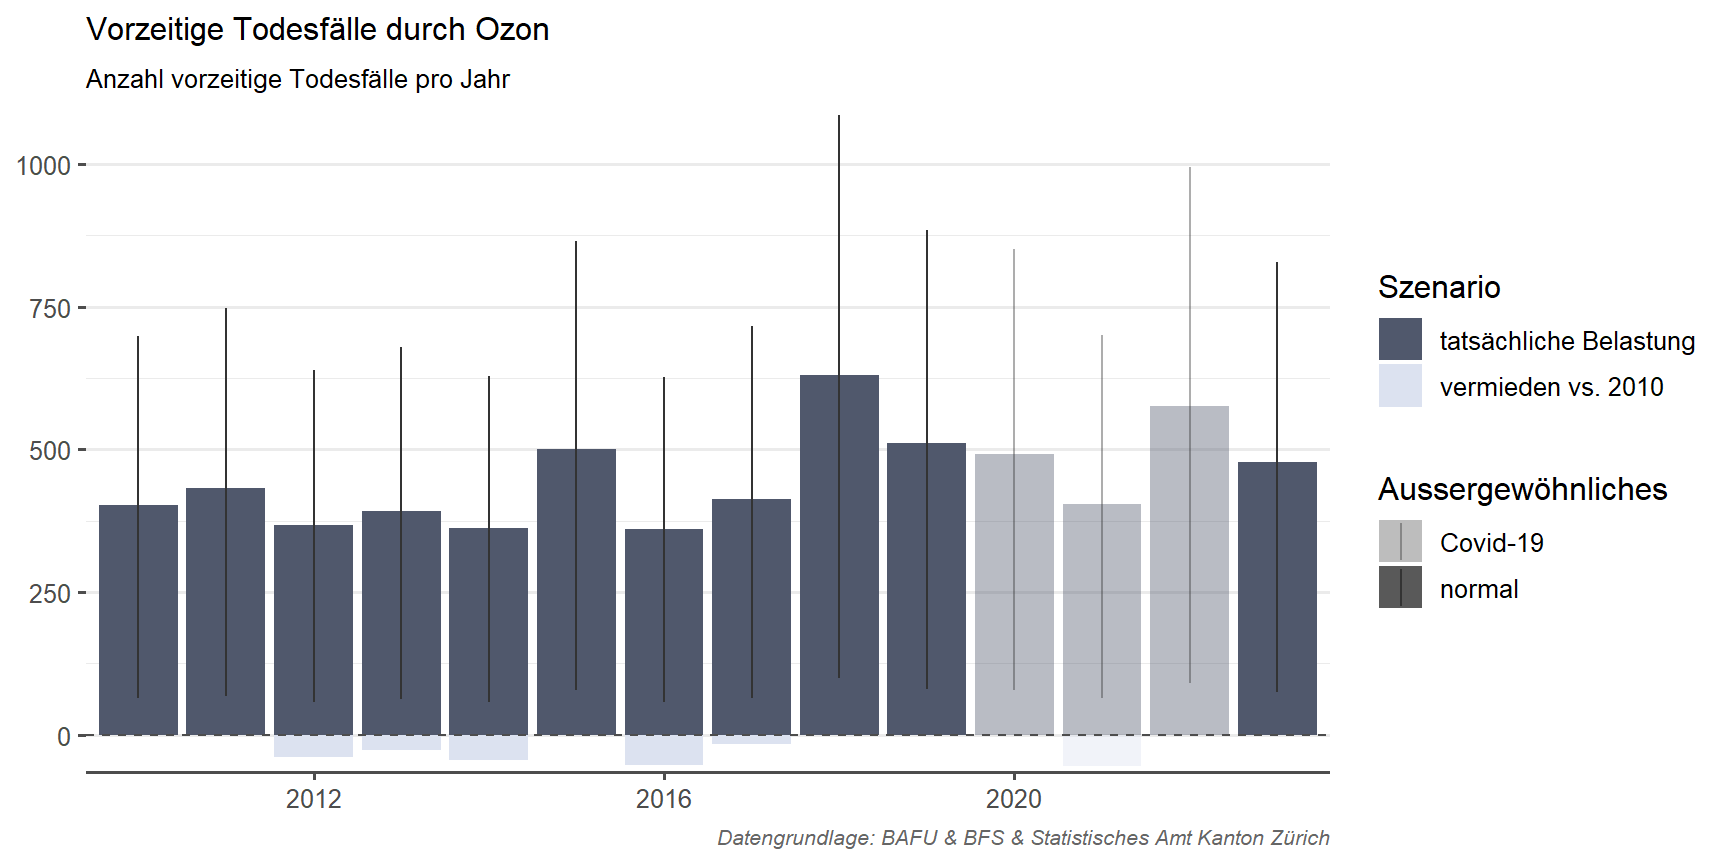 Vorzeitige Todesfälle durch Ozon
Anzahl vorzeitige Todesfälle pro Jahr
1000
750
500
250
0
2012
2016
2020
Szenario
tatsächliche Belastung
vermieden vs. 2010
Aussergewöhnliches
Covid-19
normal
Datengrundlage: BAFU & BFS & Statistisches Amt Kanton Zürich